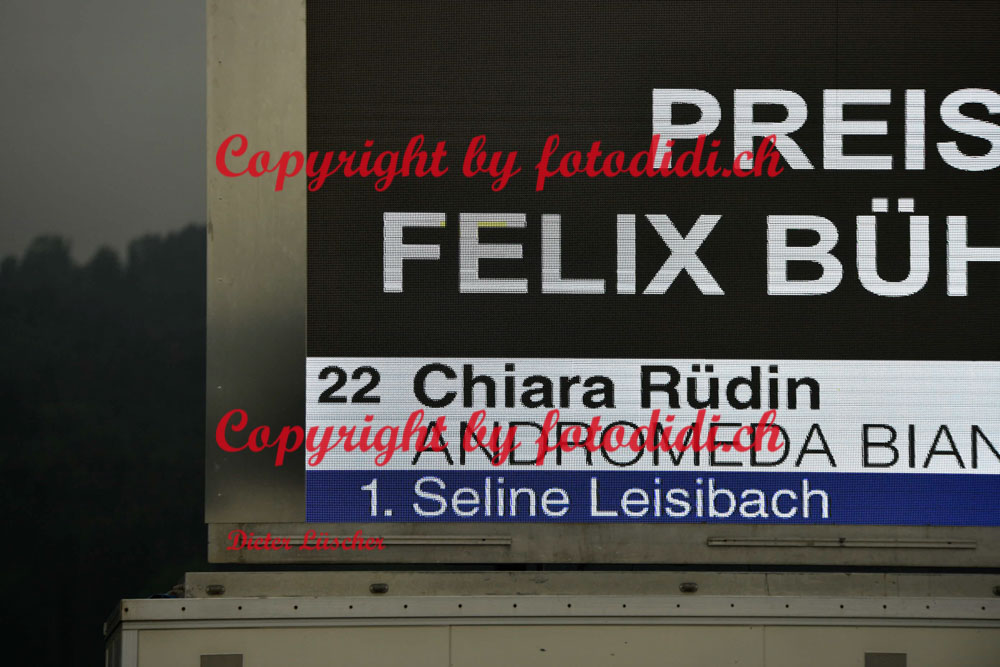 PREIS
Copyright by fotodidi.ch
FELIX BÜH
22 Chiara Rüdin
Copyright by fotodidi.ch
ANDROMEDA BIAN
1. Seline Leisibach
Dieter Lüscher